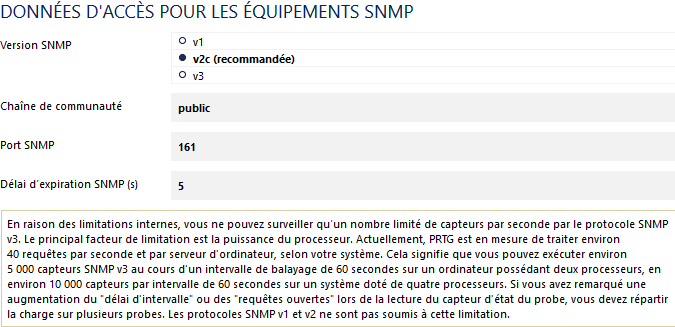 DONNÉES D'ACCÈS POUR LES ÉQUIPEMENTS SNMP
Version SNMP
v1
v2c (recommandée)
v3
Chaîne de communauté
public
Port SNMP
161
Délai d'expiration SNMP (s)
5
En raison des limitations internes, vous ne pouvez surveiller qu'un nombre limité de capteurs par seconde par le protocole SNMP
v3. Le principal facteur de limitation est la puissance du processeur. Actuellement, PRTG est en mesure de traiter environ
40 requêtes par seconde et par serveur d'ordinateur, selon votre système. Cela signifie que vous pouvez exécuter environ
5 000 capteurs SNMP v3 au cours d'un intervalle de balayage de 60 secondes sur un ordinateur possédant deux processeurs, en
environ 10 000 capteurs par intervalle de 60 secondes sur un système doté de quatre processeurs. Si vous avez remarqué une
augmentation du "délai d'intervalle" ou des "requêtes ouvertes" lors de la lecture du capteur d'état du probe, vous devez répartir
la charge sur plusieurs probes. Les protocoles SNMP v1 et v2 ne sont pas soumis à cette limitation.